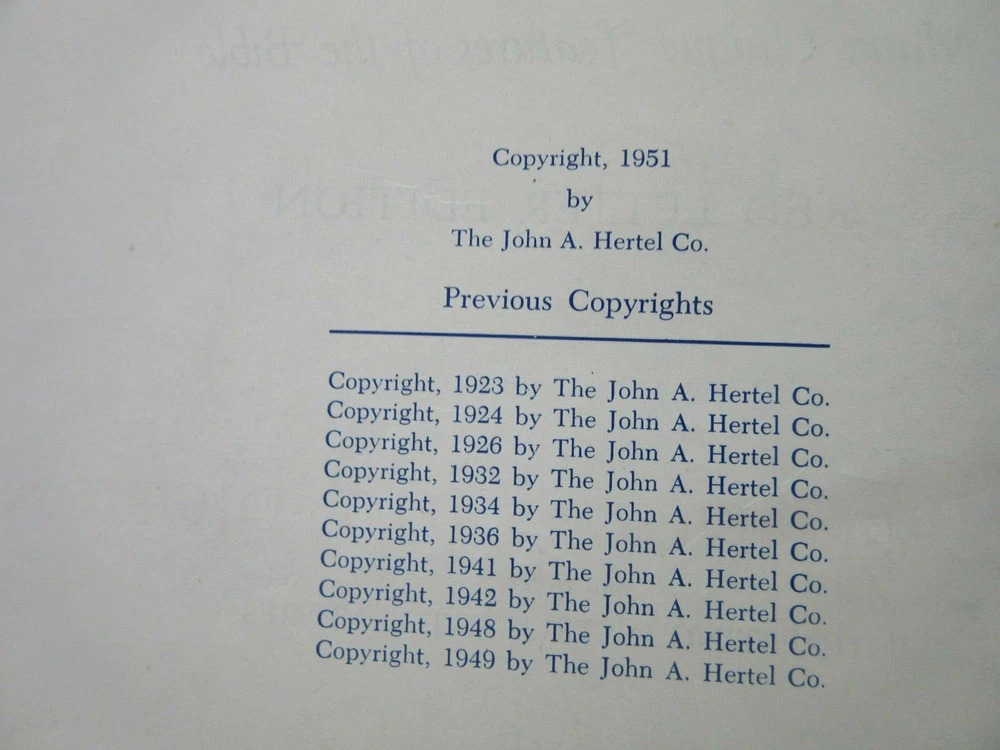 Copyright, 1951
by
The John A. Hertel Co.
Previous Copyrights
Copyright, 1923 by The John A. Hertel Co.
Copyright, 1924 by The John A. Hertel Co.
Copyright, 1926 by The John A. Hertel Co.
Copyright, 1932 by The John A. Hertel Co.
Copyright, 1934 by The John A. Hertel Co.
Copyright, 1936 by The John A. Hertel Co.
Copyright, 1941 by The John A. Hertel Co.
Copyright, 1942 by The John A. Hertel Co.
Copyright, 1948 by The John A. Hertel Co.
Copyright, 1949 by The John A. Hertel Co.